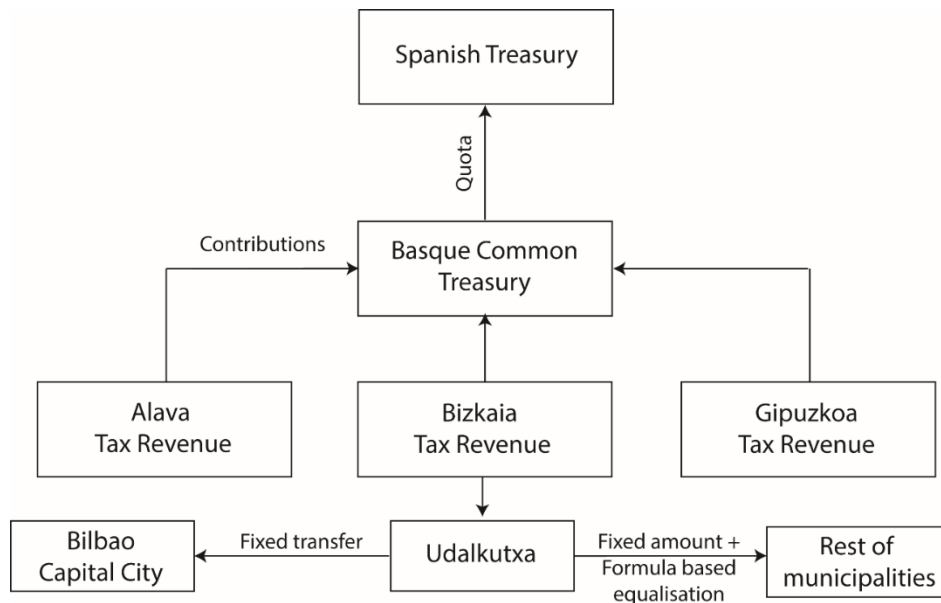 Spanish Treasury
Quota
Contributions
Basque Common
Treasury
Alava
Tax Revenue
Bizkaia
Tax Revenue
Gipuzkoa
Tax Revenue
Bilbao
Capital City
Fixed transfer
Udalkutxa
Fixed amount +
Formula based
equalisation
Rest of
municipalities